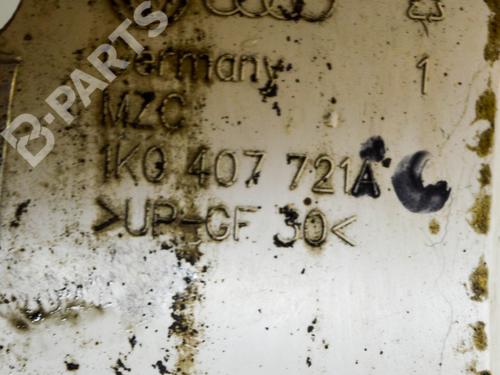 Germany 1
MZC
1K0 407 721A C
>UP-GF 30<
B-PARTS